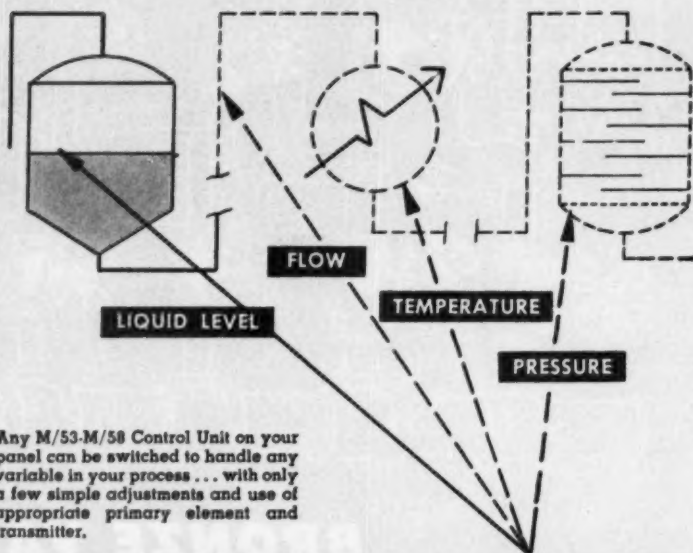 FLOW
LIQUID LEVEL
TEMPERATURE
PRESSURE
Any M/53-M/58 Control Unit on your
panel can be switched to handle any
variable in your process ... with only
a few simple adjustments and use of
appropriate primary element and
transmitter.